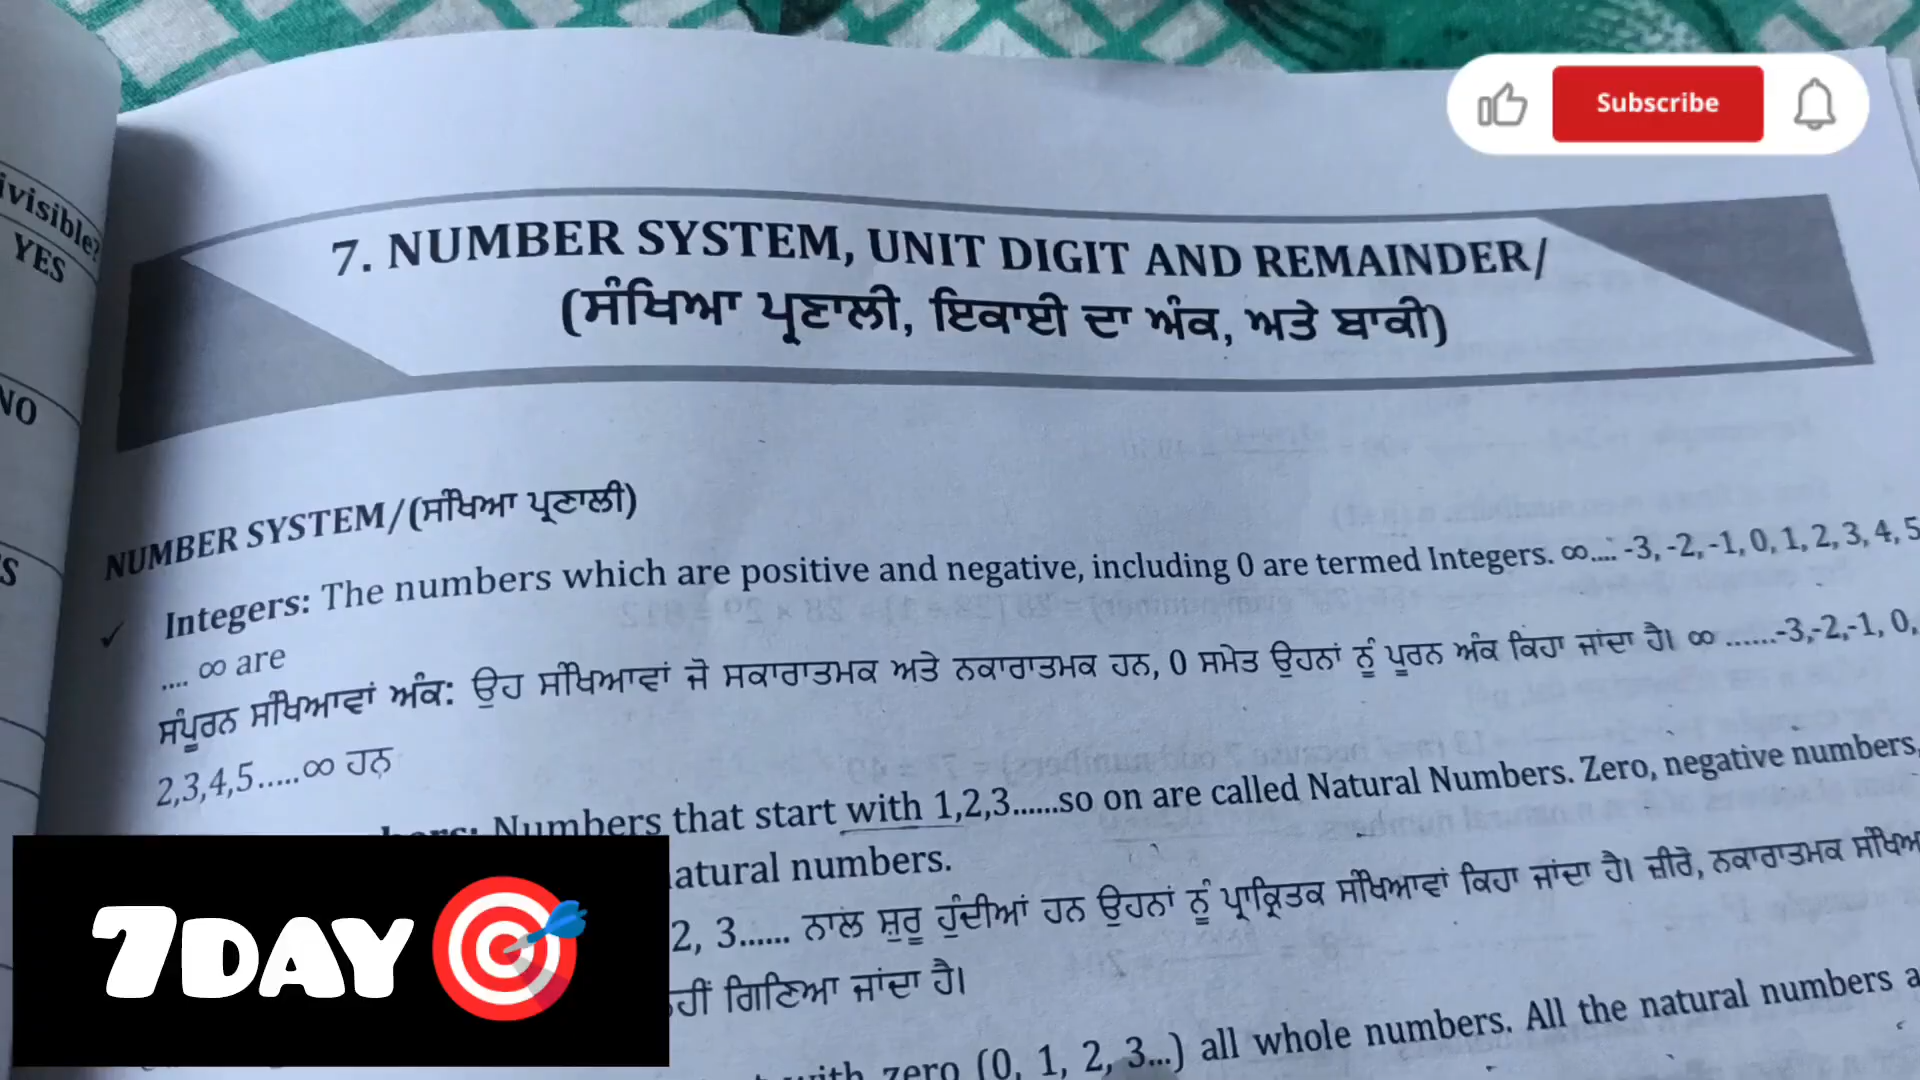 Subscribe
ivisible?
YES
NO
S
7. NUMBER SYSTEM, UNIT DIGIT AND REMAINDER/
(ਸੰਖਿਆ ਪ੍ਰਣਾਲੀ, ਇਕਾਈ ਦਾ ਅੰਕ, ਅਤੇ ਬਾਕੀ)
NUMBER SYSTEM/(ਸੰਖਿਆ ਪ੍ਰਣਾਲੀ)
✓ Integers: The numbers which are positive and negative, including 0 are termed Integers. ∞.... -3, -2, -1, 0, 1, 2, 3, 4, 5
.... ∞ are
ਸੰਪੂਰਨ ਸੰਖਿਆਵਾਂ ਅੰਕ: ਉਹ ਸੰਖਿਆਵਾਂ ਜੋ ਸਕਾਰਾਤਮਕ ਅਤੇ ਨਕਾਰਾਤਮਕ ਹਨ, 0 ਸਮੇਤ ਉਹਨਾਂ ਨੂੰ ਪੂਰਨ ਅੰਕ ਕਿਹਾ ਜਾਂਦਾ ਹੈ। ∞ ......-3,-2,-1, 0,
2,3,4,5.....∞ ਹਨ
Numbers that start with 1,2,3......so on are called Natural Numbers. Zero, negative numbers,
natural numbers.
2, 3...... ਨਾਲ ਸ਼ੁਰੂ ਹੁੰਦੀਆਂ ਹਨ ਉਹਨਾਂ ਨੂੰ ਪ੍ਰਾਕ੍ਰਿਤਕ ਸੰਖਿਆਵਾਂ ਕਿਹਾ ਜਾਂਦਾ ਹੈ। ਜ਼ੀਰੋ, ਨਕਾਰਾਤਮਕ
ਗਿਣਿਆ ਜਾਂਦਾ ਹੈ।
with zero (0, 1, 2, 3...) all whole numbers. All the natural numbers a
7DAY